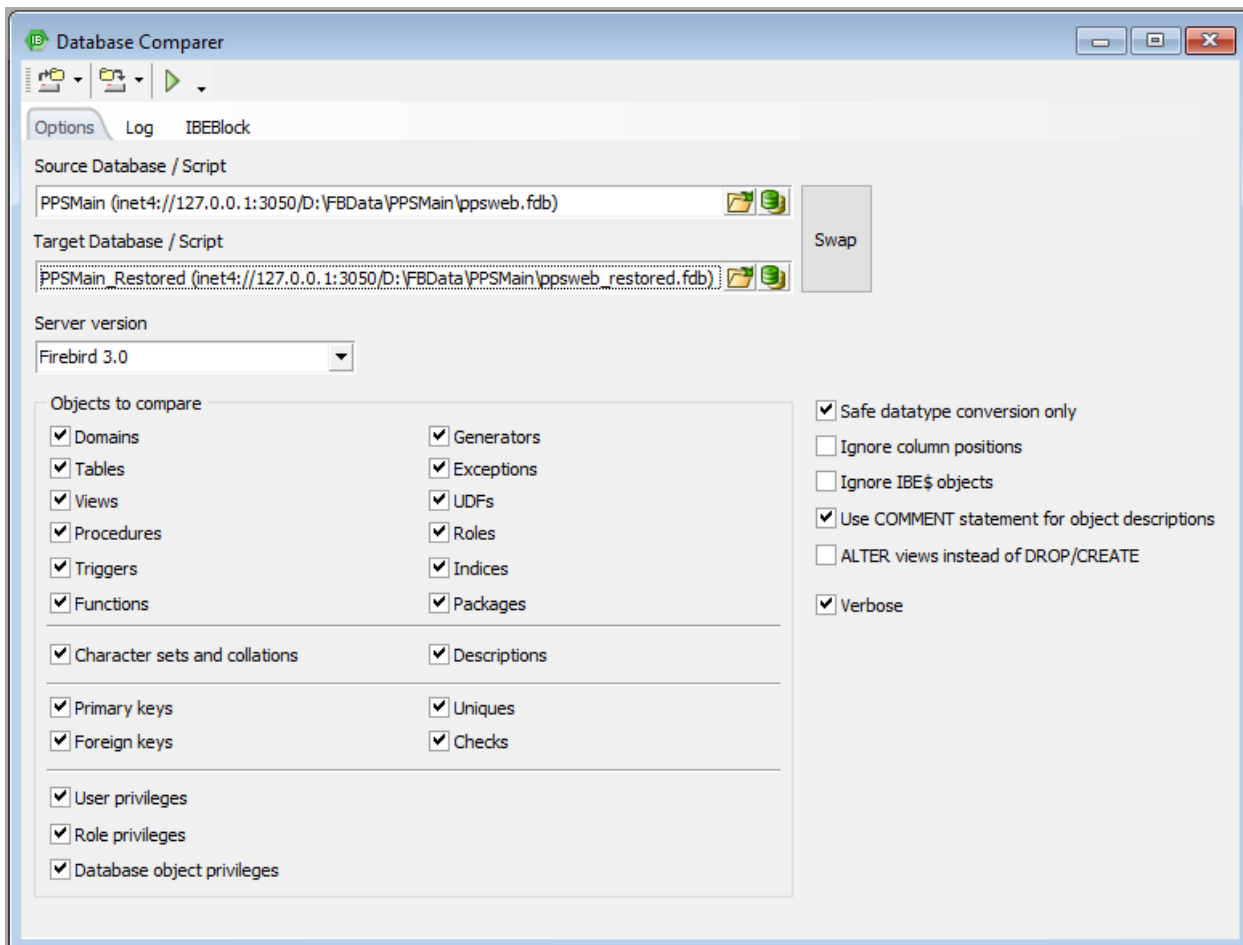 Database Comparer
Options Log IBEBlock
Source Database / Script
PPSMain (inet4://127.0.0.1:3050/D:\FBData\PPSMain\ppsweb.fdb)
Swap
Target Database / Script
PPSMain_Restored (inet4://127.0.0.1:3050/D:\FBData\PPSMain\ppsweb_restored.fdb)
Server version
Firebird 3.0
Objects to compare
Domains
Tables
Views
Procedures
Triggers
Functions
Generators
Exceptions
UDFs
Roles
Indices
Packages
Character sets and collations
Descriptions
Primary keys
Foreign keys
Uniques
Checks
User privileges
Role privileges
Database object privileges
Safe datatype conversion only
Ignore column positions
Ignore IBE$ objects
Use COMMENT statement for object descriptions
ALTER views instead of DROP/CREATE
Verbose